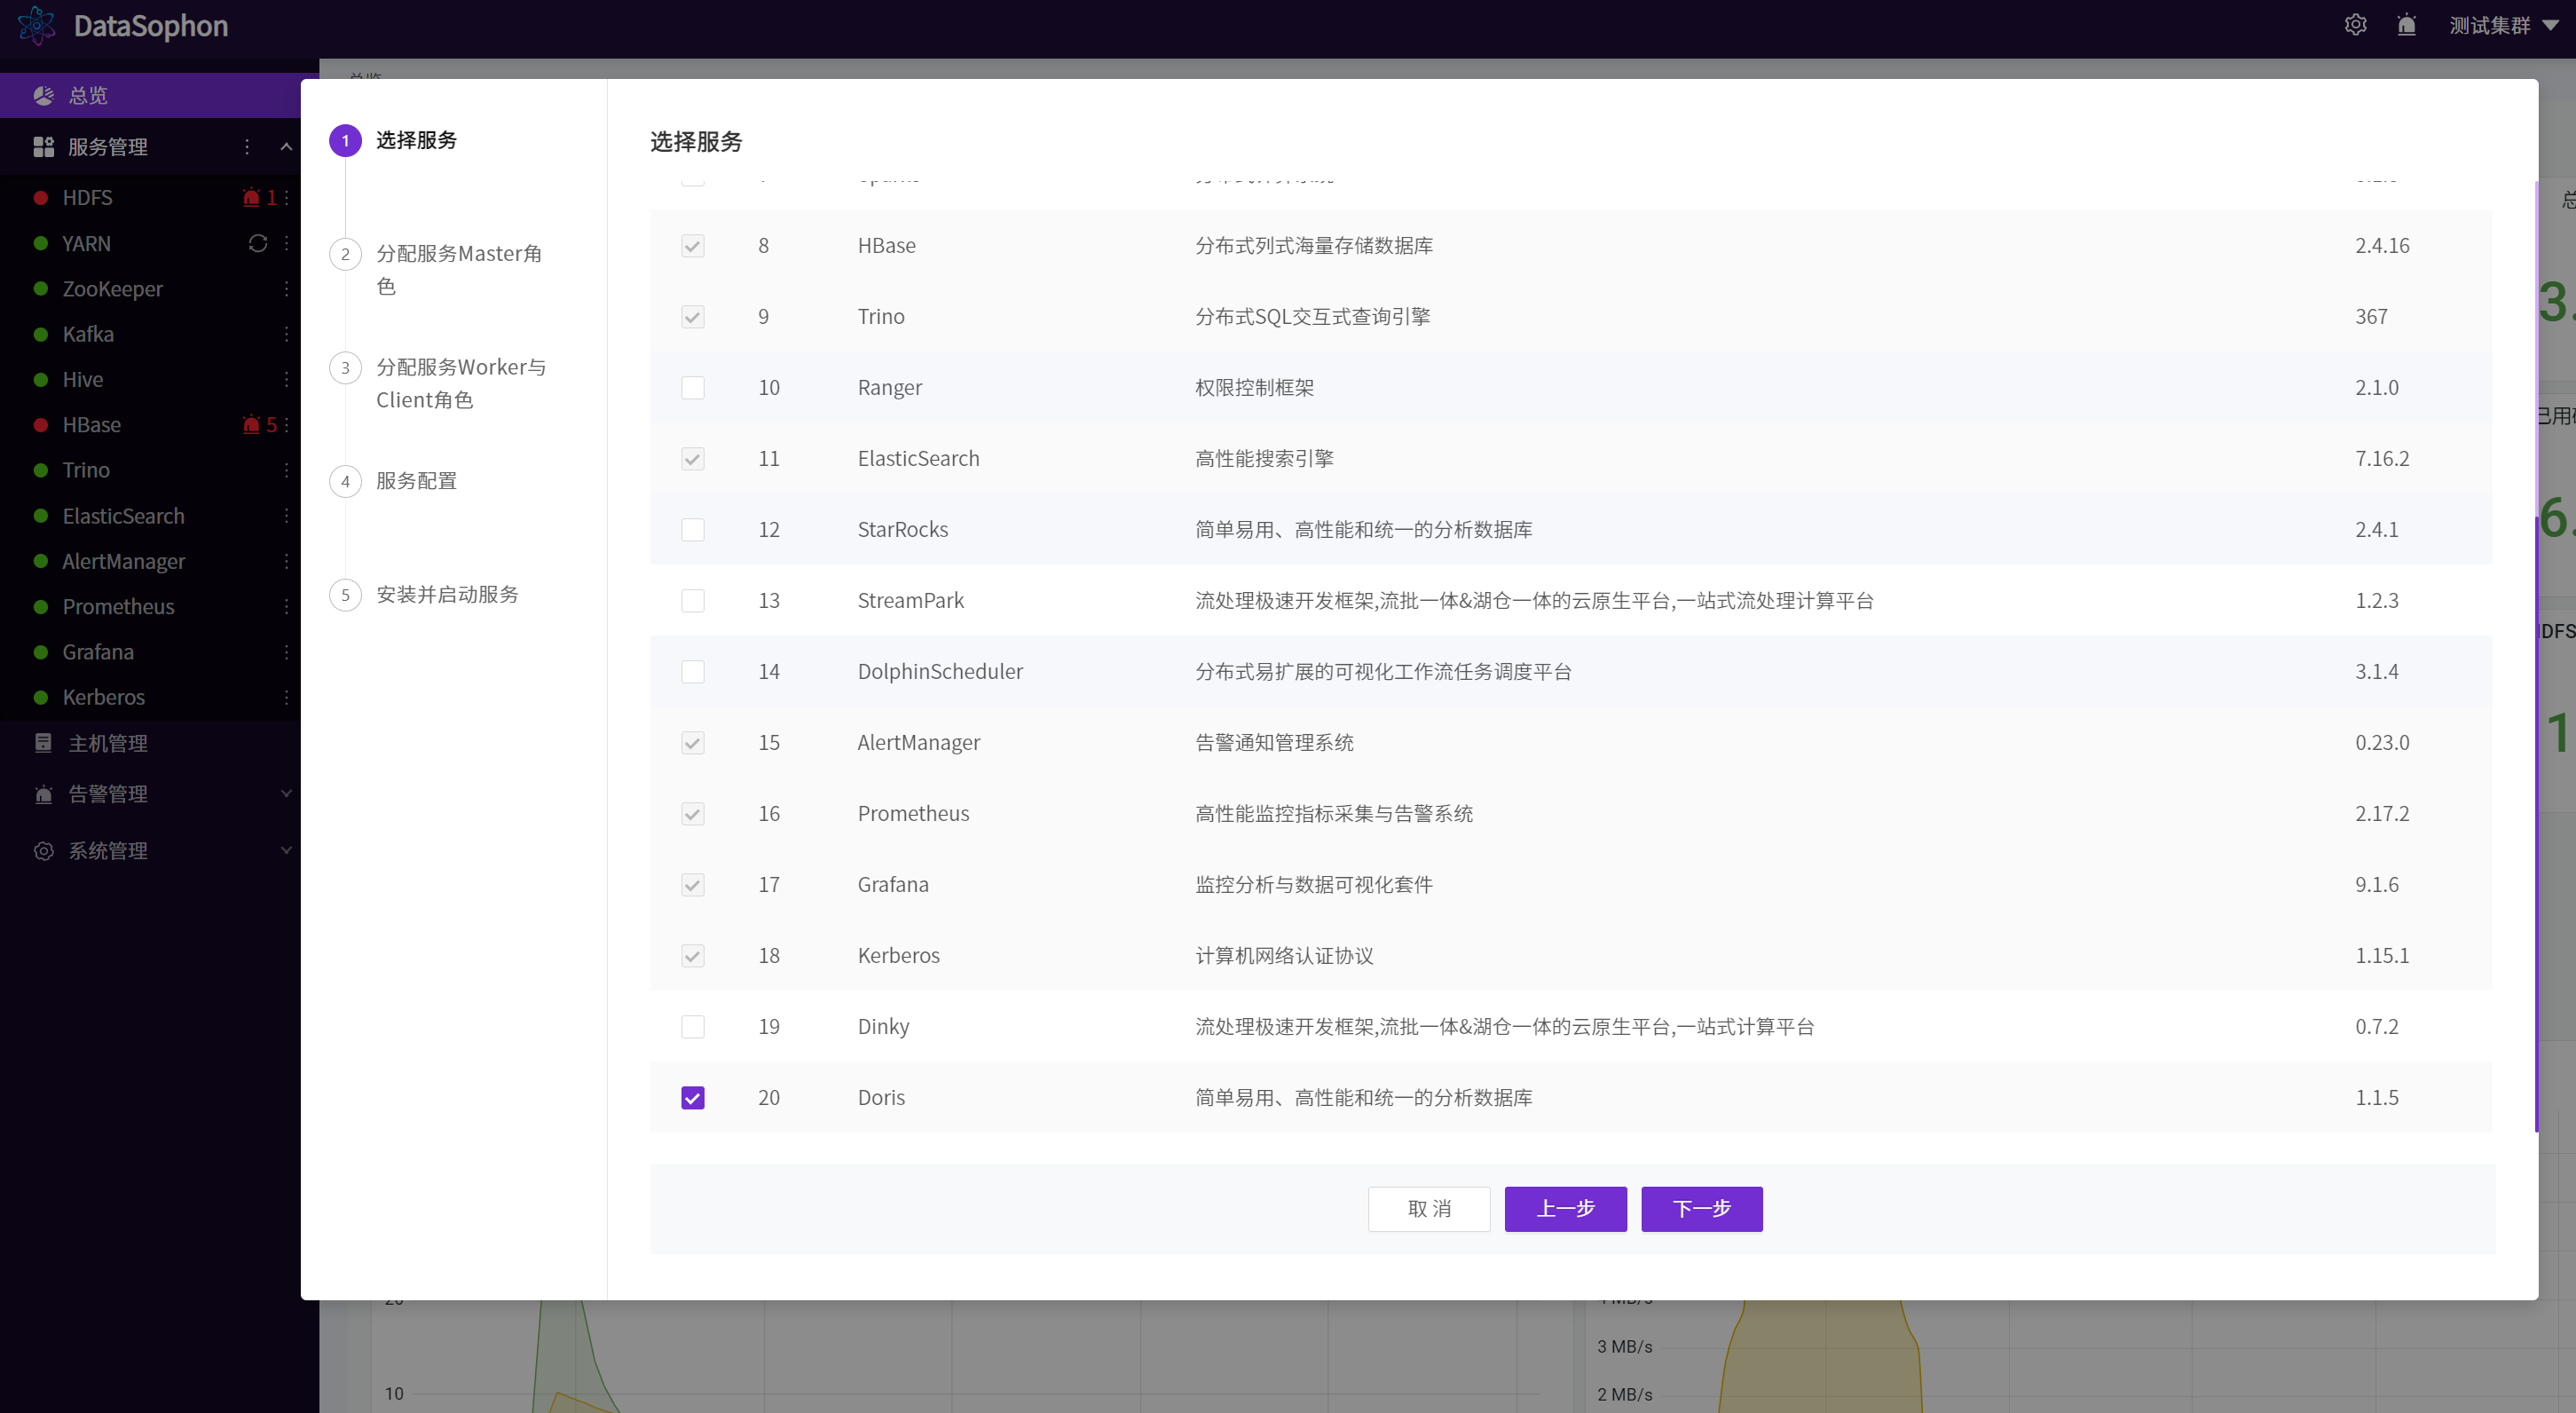 DataSophon
测试集群
总览
服务管理
HDFS 1
YARN
ZooKeeper
Kafka
Hive
HBase 5
Trino
ElasticSearch
AlertManager
Prometheus
Grafana
Kerberos
主机管理
告警管理
系统管理
1 选择服务
2 分配服务Master角
色
3 分配服务Worker与
Client角色
4 服务配置
5 安装并启动服务
选择服务
8 HBase 分布式列式海量存储数据库 2.4.16
9 Trino 分布式SQL交互式查询引擎 367
10 Ranger 权限控制框架 2.1.0
11 ElasticSearch 高性能搜索引擎 7.16.2
12 StarRocks 简单易用、高性能和统一的分析数据库 2.4.1
13 StreamPark 流处理极速开发框架,流批一体&湖仓一体的云原生平台,一站式流处理计算平台 1.2.3
14 DolphinScheduler 分布式易扩展的可视化工作流任务调度平台 3.1.4
15 AlertManager 告警通知管理系统 0.23.0
16 Prometheus 高性能监控指标采集与告警系统 2.17.2
17 Grafana 监控分析与数据可视化套件 9.1.6
18 Kerberos 计算机网络认证协议 1.15.1
19 Dinky 流处理极速开发框架,流批一体&湖仓一体的云原生平台,一站式计算平台 0.7.2
20 Doris 简单易用、高性能和统一的分析数据库 1.1.5
取 消
上一步
下一步
总
3.
已用
6.
HDFS
1
10
3 MB/s
2 MB/s